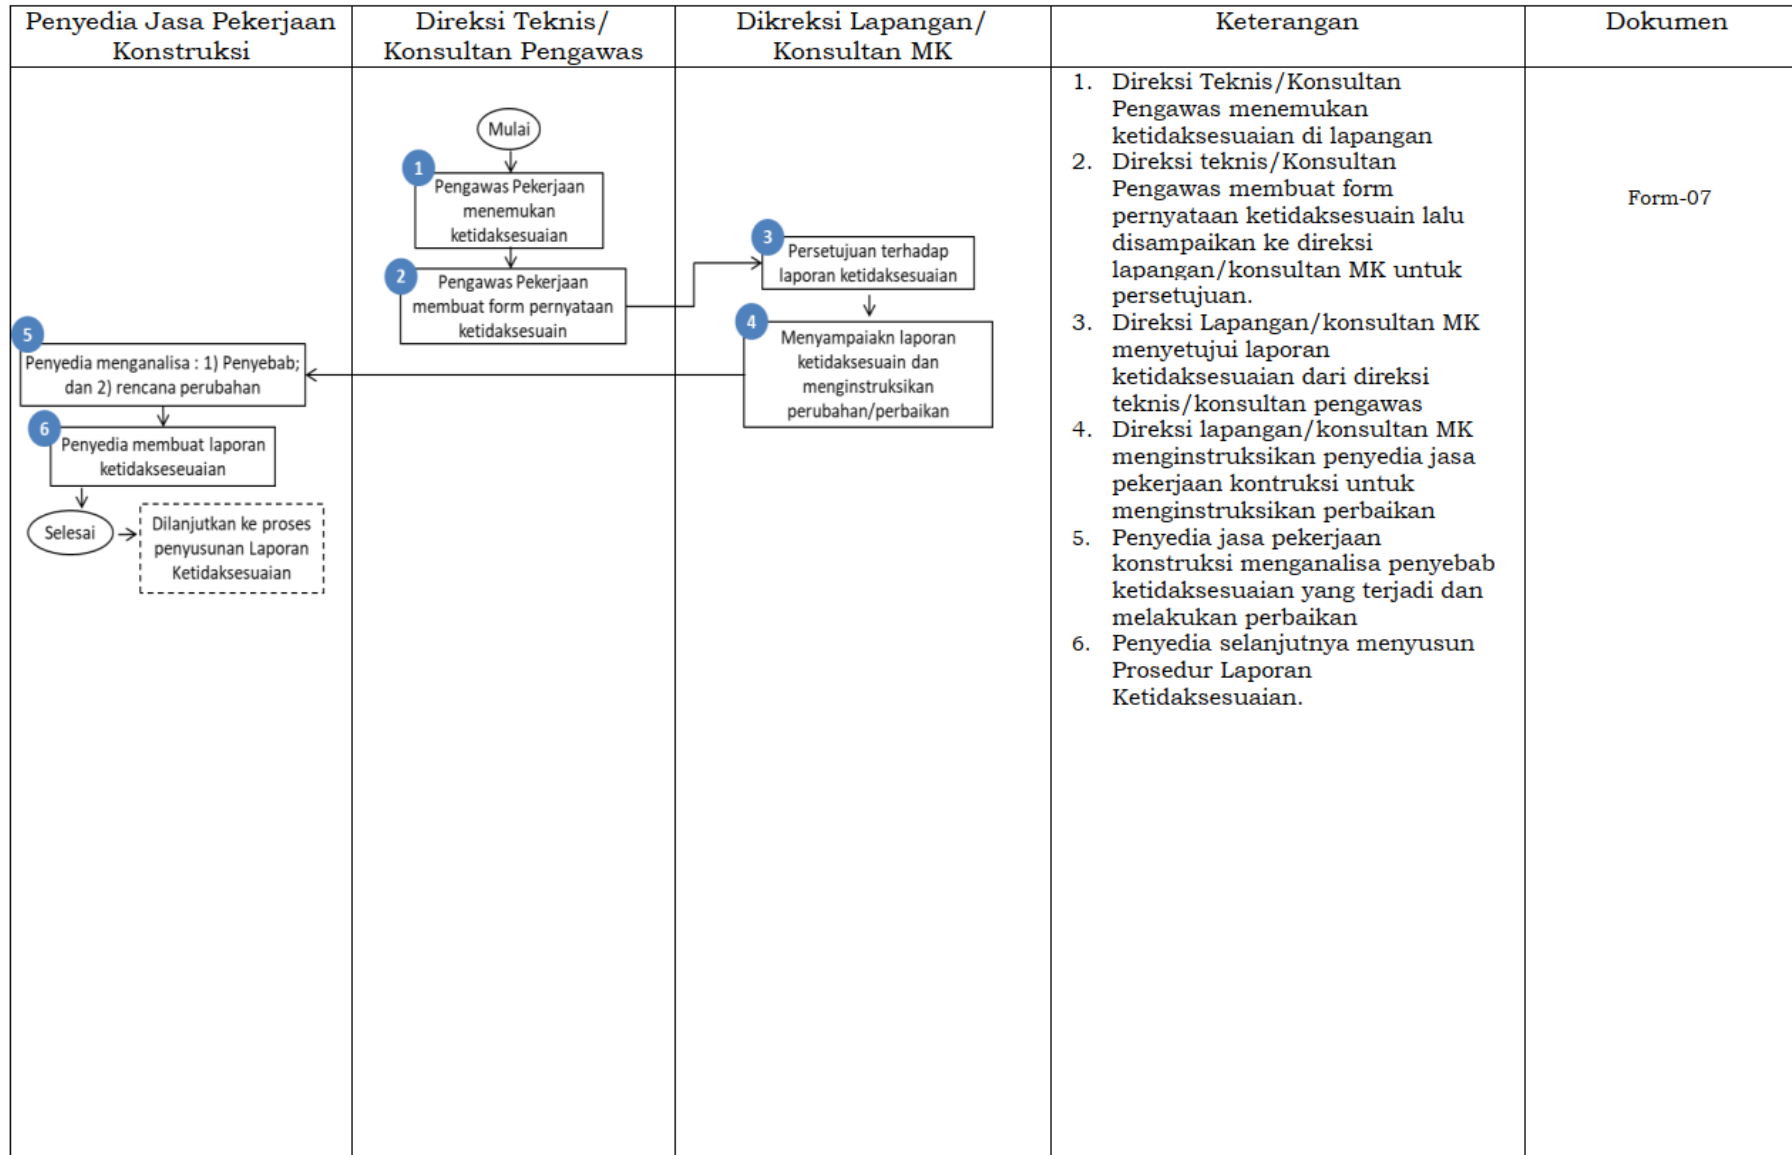 Penyedia Jasa Pekerjaan
Konstruksi
Direksi Teknis/
Konsultan Pengawas
Dikreksi Lapangan/
Konsultan MK
Keterangan
Dokumen
Mulai
1
Pengawas Pekerjaan
menemukan
ketidaksesuaian
2
Pengawas Pekerjaan
membuat form pernyataan
ketidaksesuain
3
Persetujuan terhadap
laporan ketidaksesuaian
4
Menyampaiakn laporan
ketidaksesuain dan
menginstruksikan
perubahan/perbaikan
5
Penyedia menganalisa : 1) Penyebab;
dan 2) rencana perubahan
6
Penyedia membuat laporan
ketidakseseuaian
Selesai
Dilanjutkan ke proses
penyusunan Laporan
Ketidaksesuaian
1. Direksi Teknis/Konsultan
Pengawas menemukan
ketidaksesuaian di lapangan
2. Direksi teknis/Konsultan
Pengawas membuat form
pernyataan ketidaksesuain lalu
disampaikan ke direksi
lapangan/konsultan MK untuk
persetujuan.
3. Direksi Lapangan/konsultan MK
menyetujui laporan
ketidaksesuaian dari direksi
teknis/konsultan pengawas
4. Direksi lapangan/konsultan MK
menginstruksikan penyedia jasa
pekerjaan kontruksi untuk
menginstruksikan perbaikan
5. Penyedia jasa pekerjaan
konstruksi menganalisa penyebab
ketidaksesuaian yang terjadi dan
melakukan perbaikan
6. Penyedia selanjutnya menyusun
Prosedur Laporan
Ketidaksesuaian.
Form-07